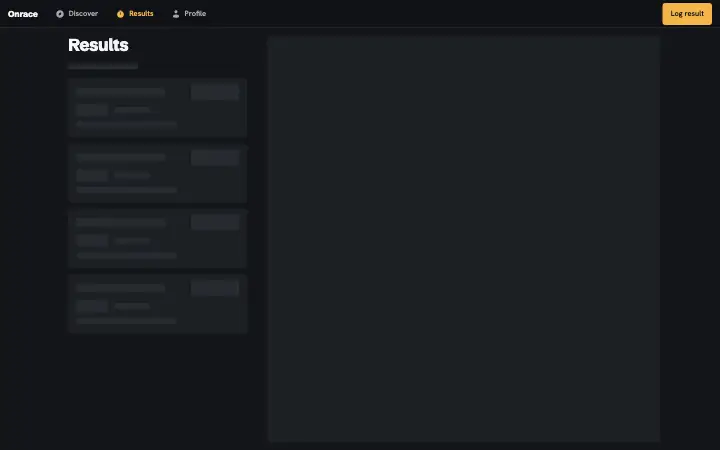 Onrace
Discover
Results
Profile
Log result
Results